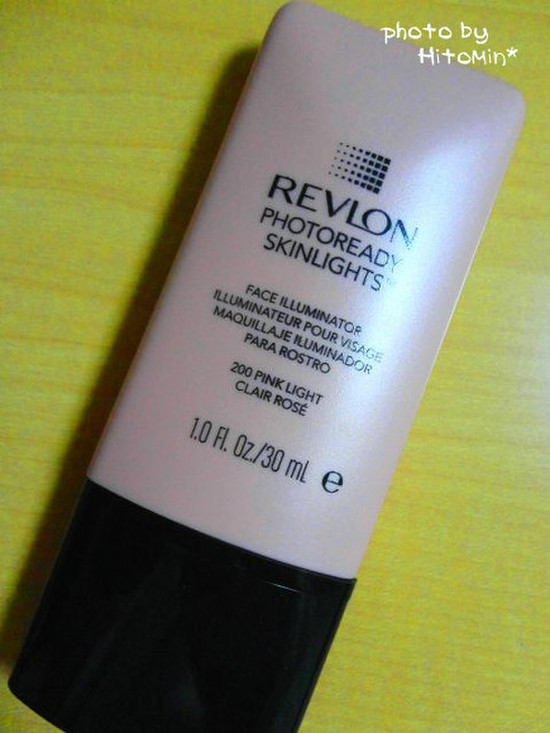 photo by
Hitomin*
REVLON
PHOTOREADY
SKINLIGHTS™
FACE ILLUMINATOR
ILLUMINATEUR POUR VISAGE
MAQUILLAJE ILUMINADOR
PARA ROSTRO
200 PINK LIGHT
CLAIR ROSÉ
1.0 Fl. Oz./30 mL ℮